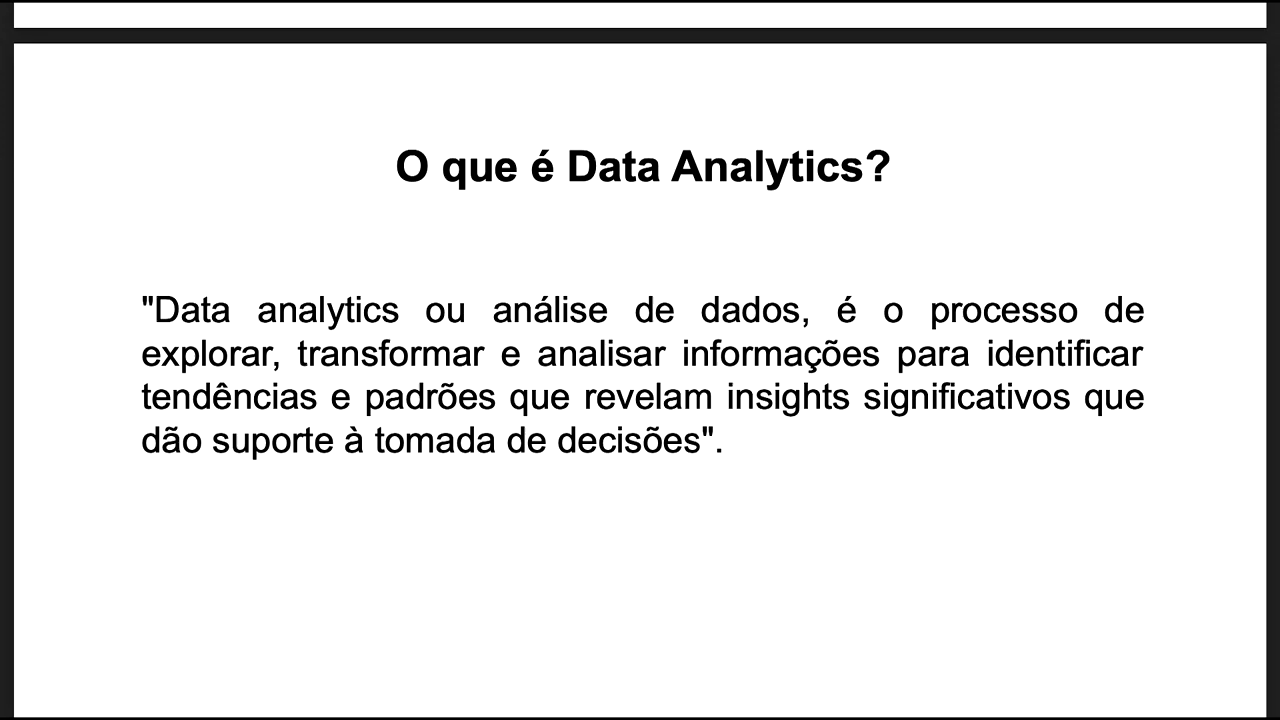 O que é Data Analytics?
"Data analytics ou análise de dados, é o processo de
explorar, transformar e analisar informações para identificar
tendências e padrões que revelam insights significativos que
dão suporte à tomada de decisões".